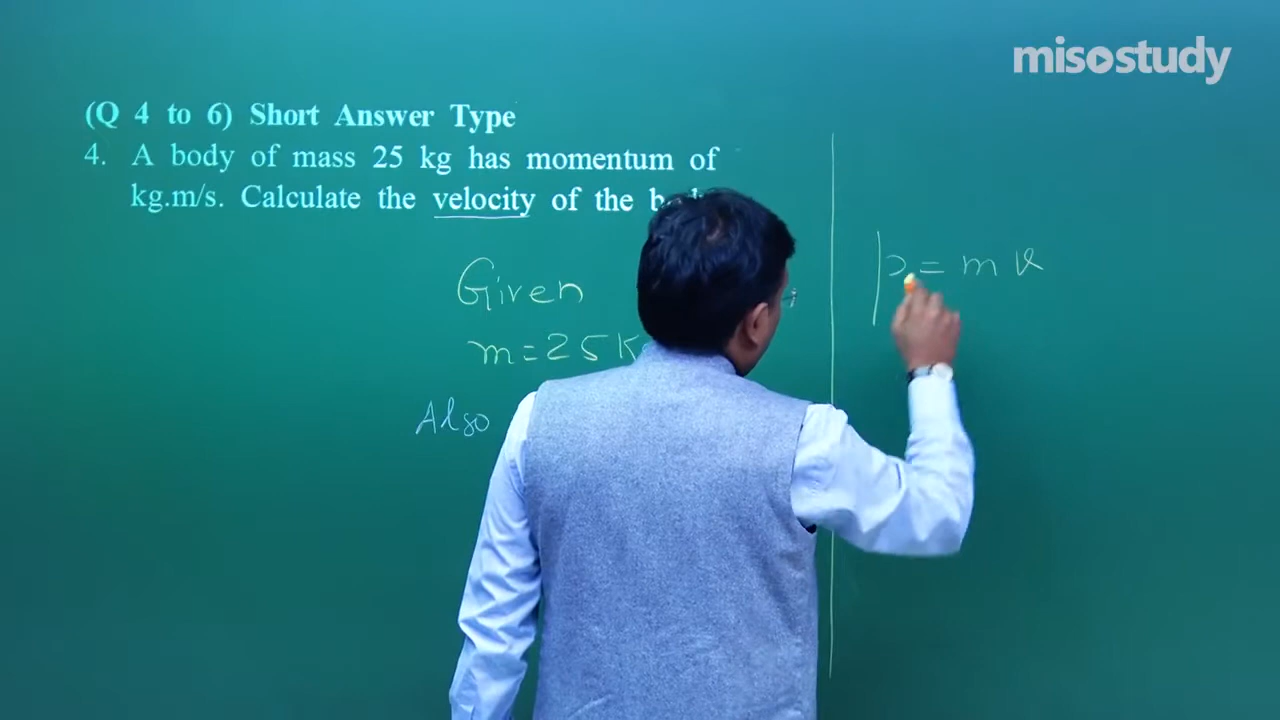 misostudy
(Q 4 to 6) Short Answer Type
4. A body of mass 25 kg has momentum of
kg.m/s. Calculate the velocity of the
Given
p = m v
m = 25
Also